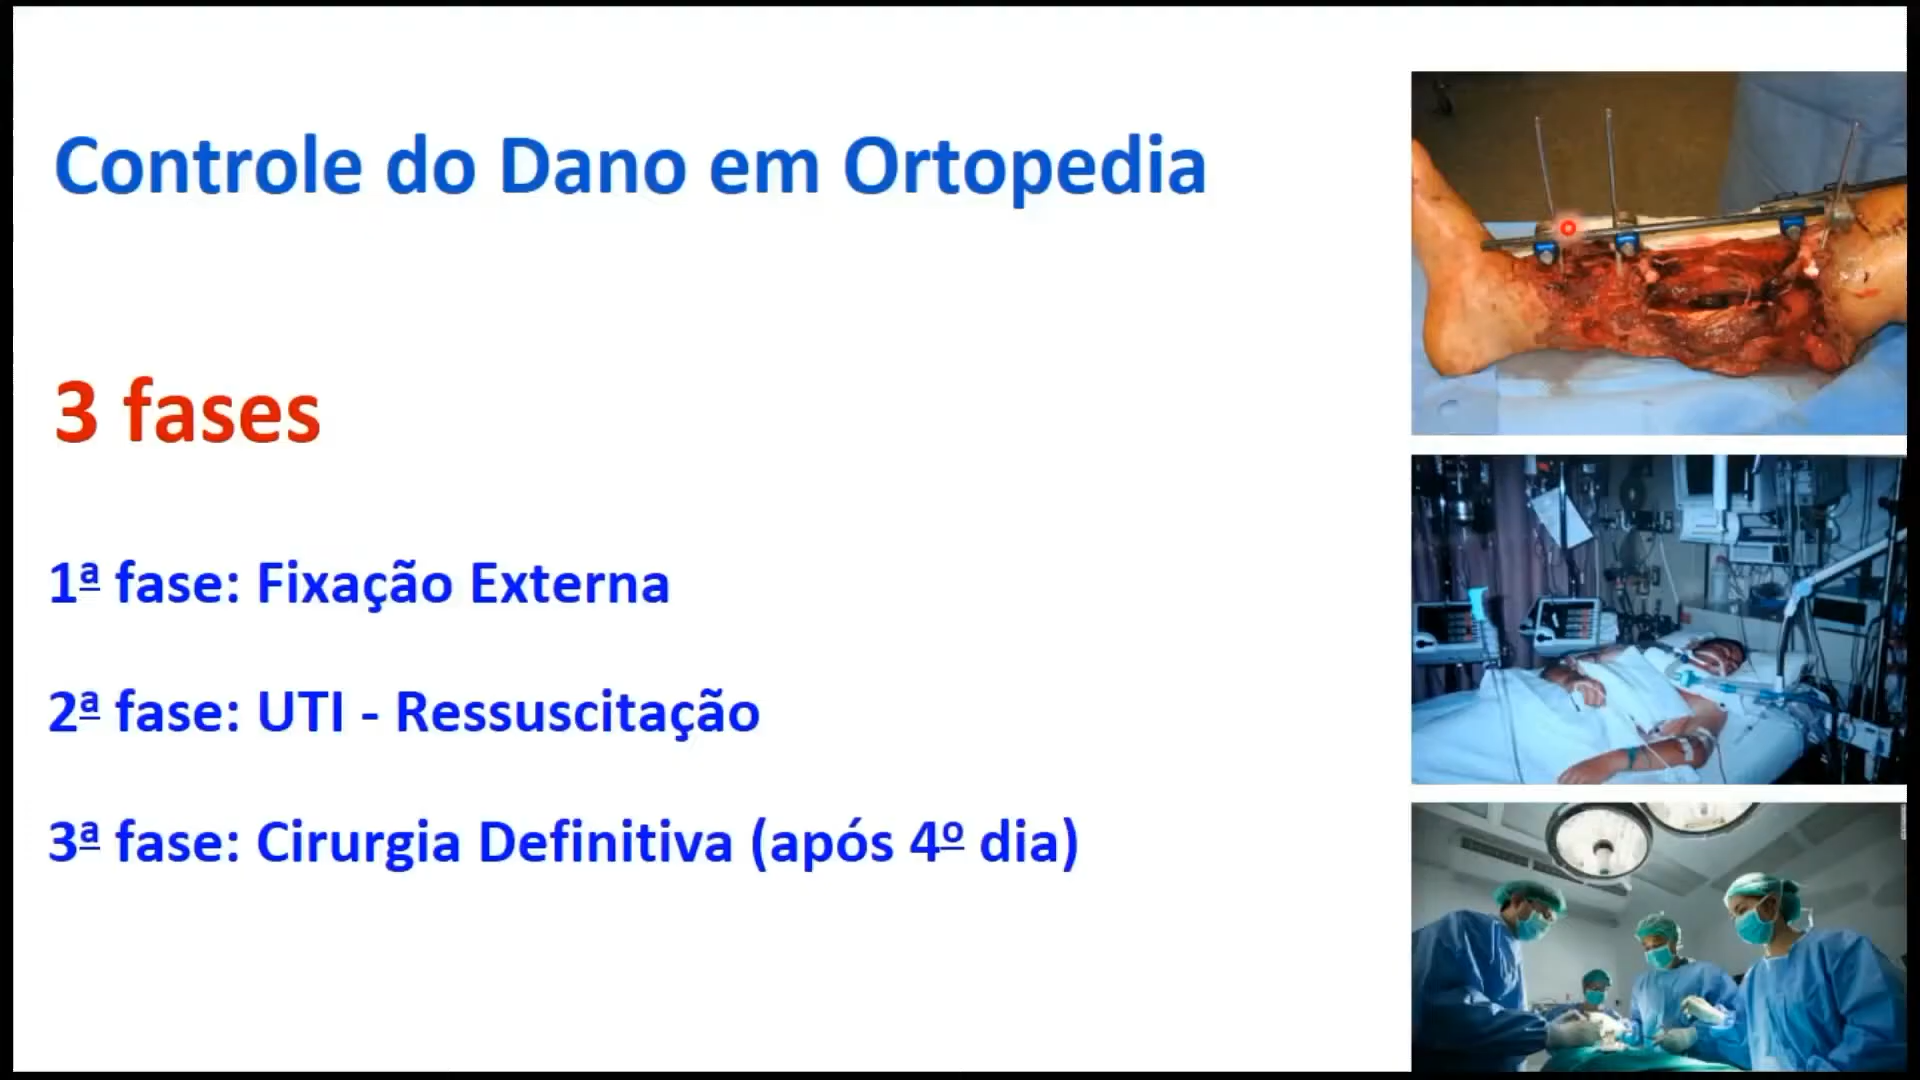 Controle do Dano em Ortopedia
3 fases
1ª fase: Fixação Externa
2ª fase: UTI - Ressuscitação
3ª fase: Cirurgia Definitiva (após 4º dia)